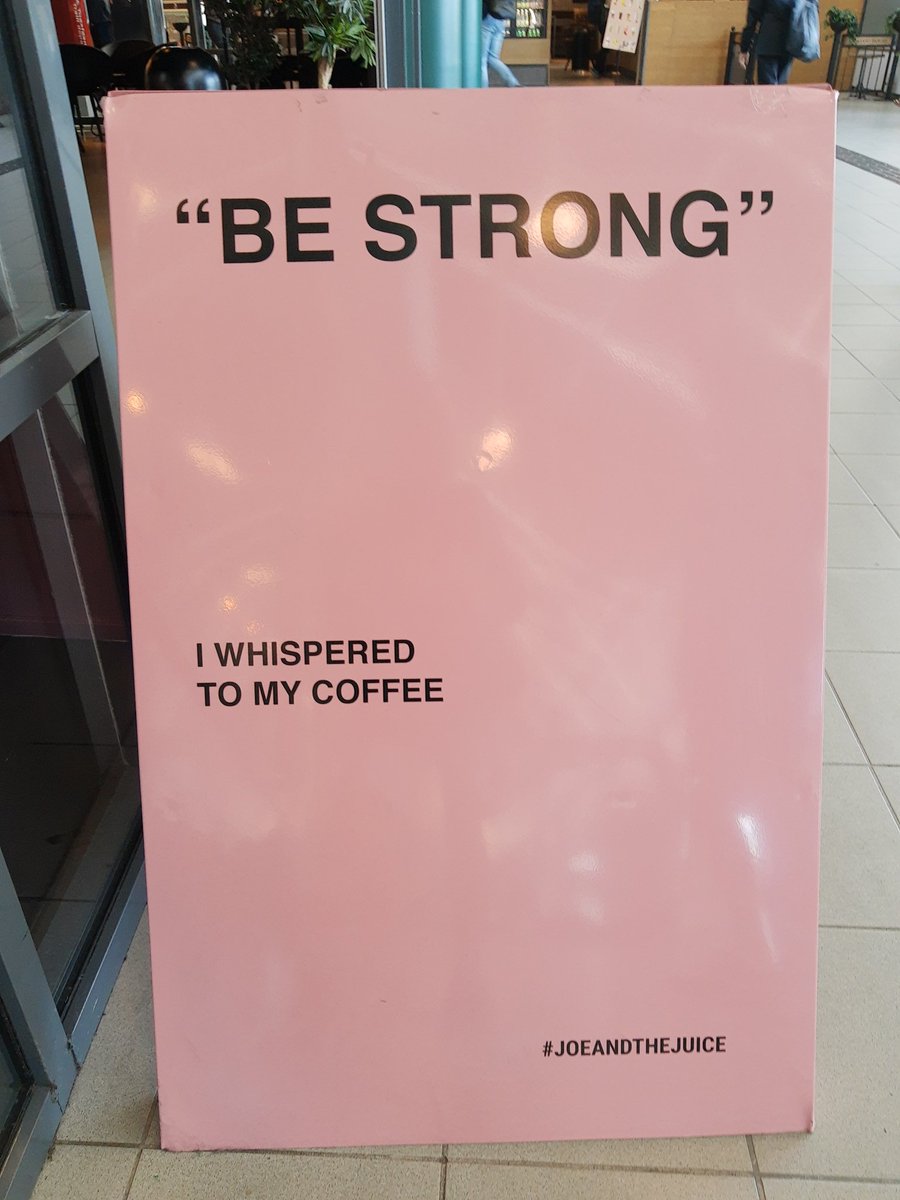 “BE STRONG”
I WHISPERED
TO MY COFFEE
#JOEANDTHEJUICE